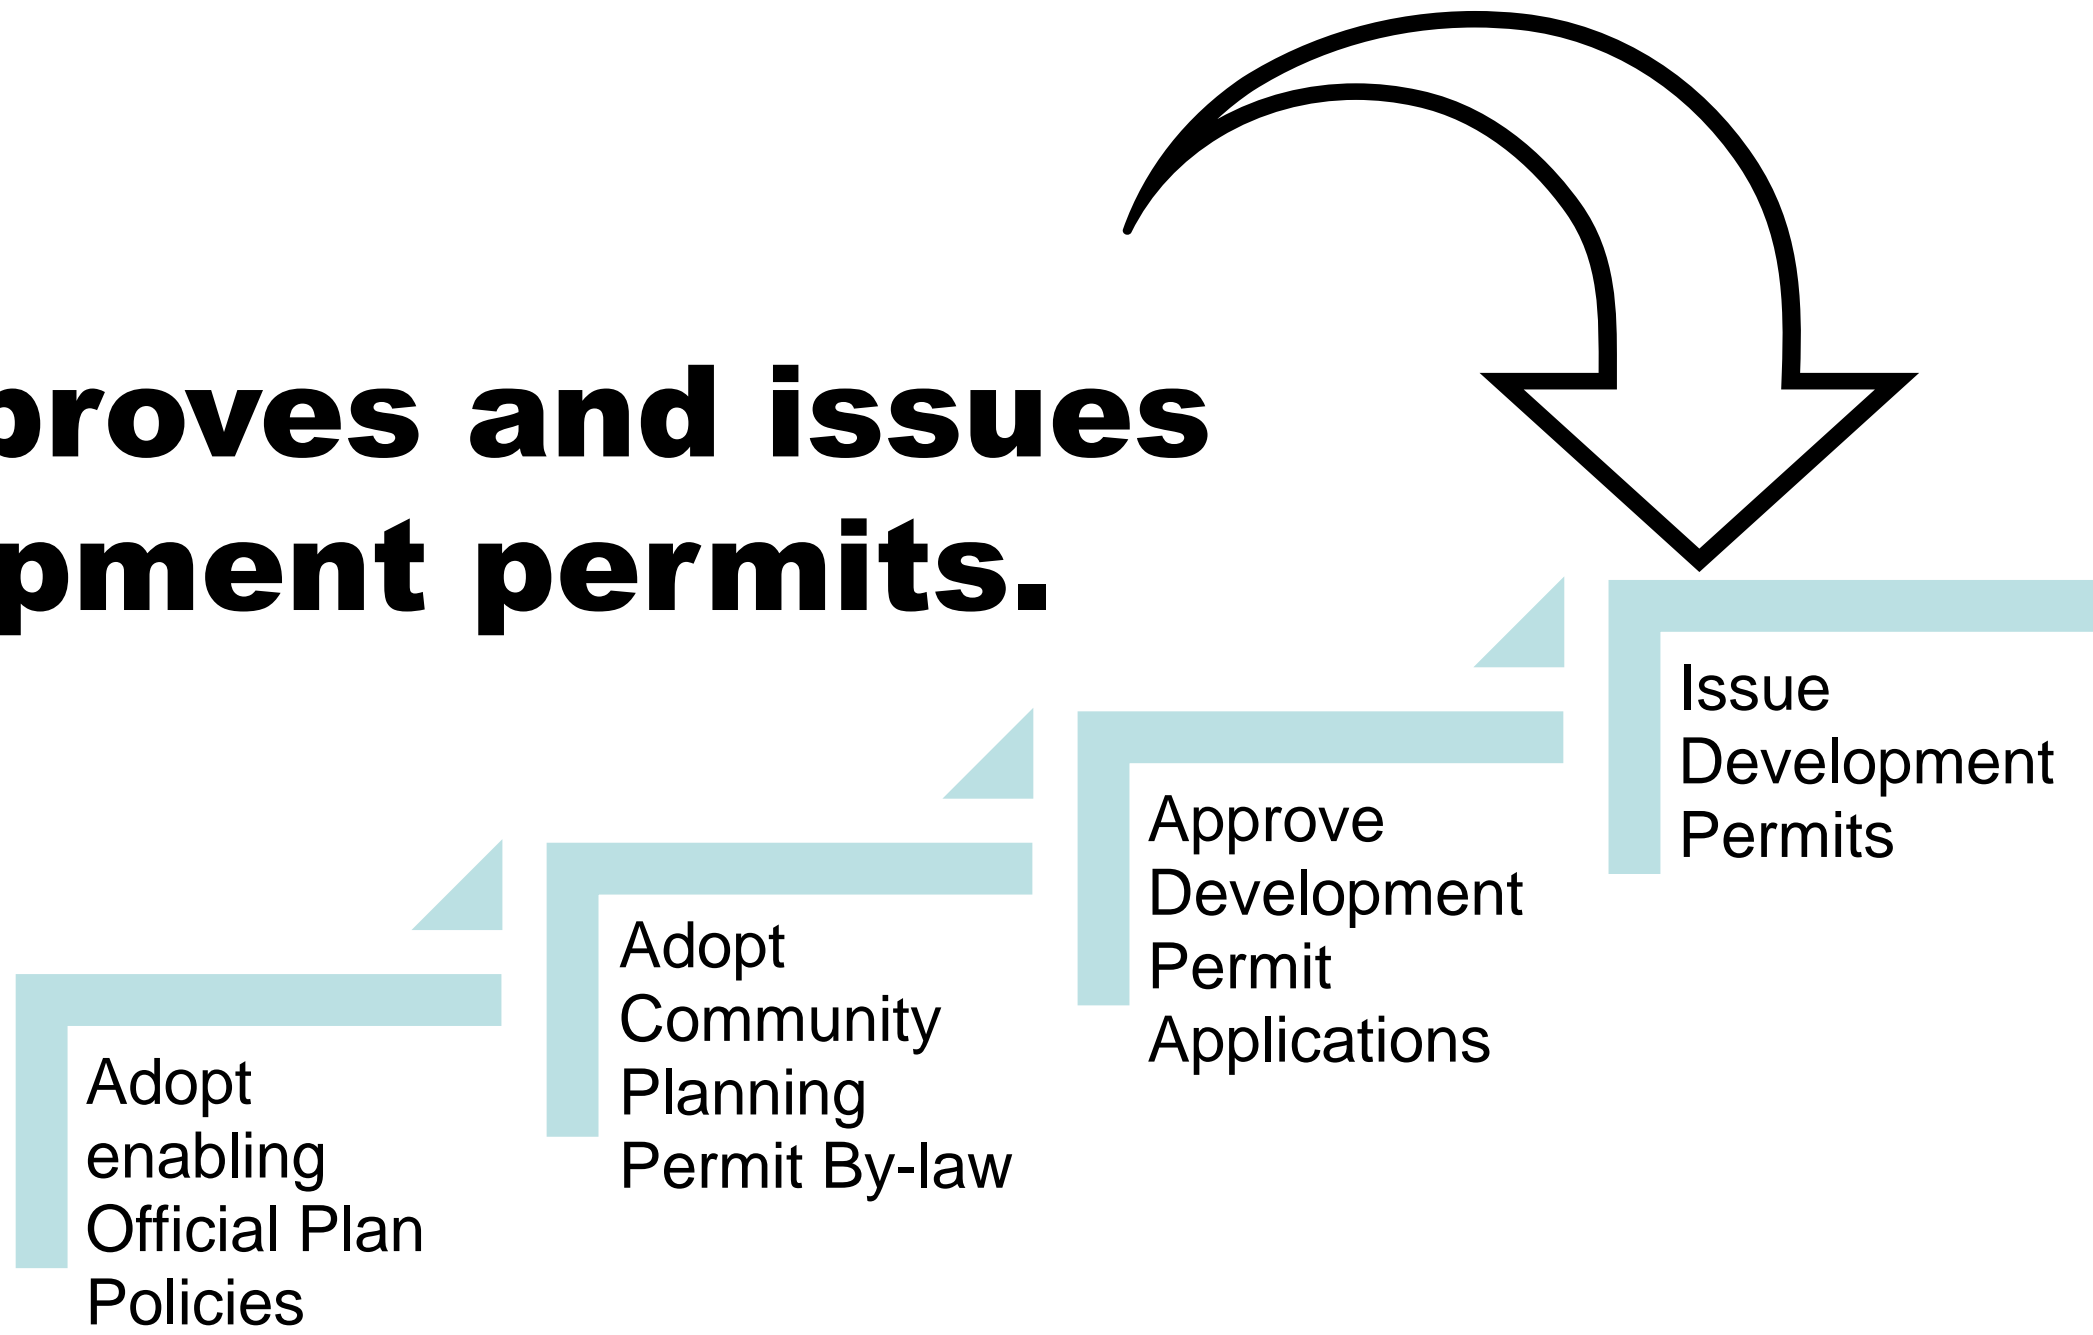 proves and issues
pment permits.
Issue
Development
Permits
Approve
Development
Permit
Applications
Adopt
Community
Planning
Permit By-law
Adopt
enabling
Official Plan
Policies